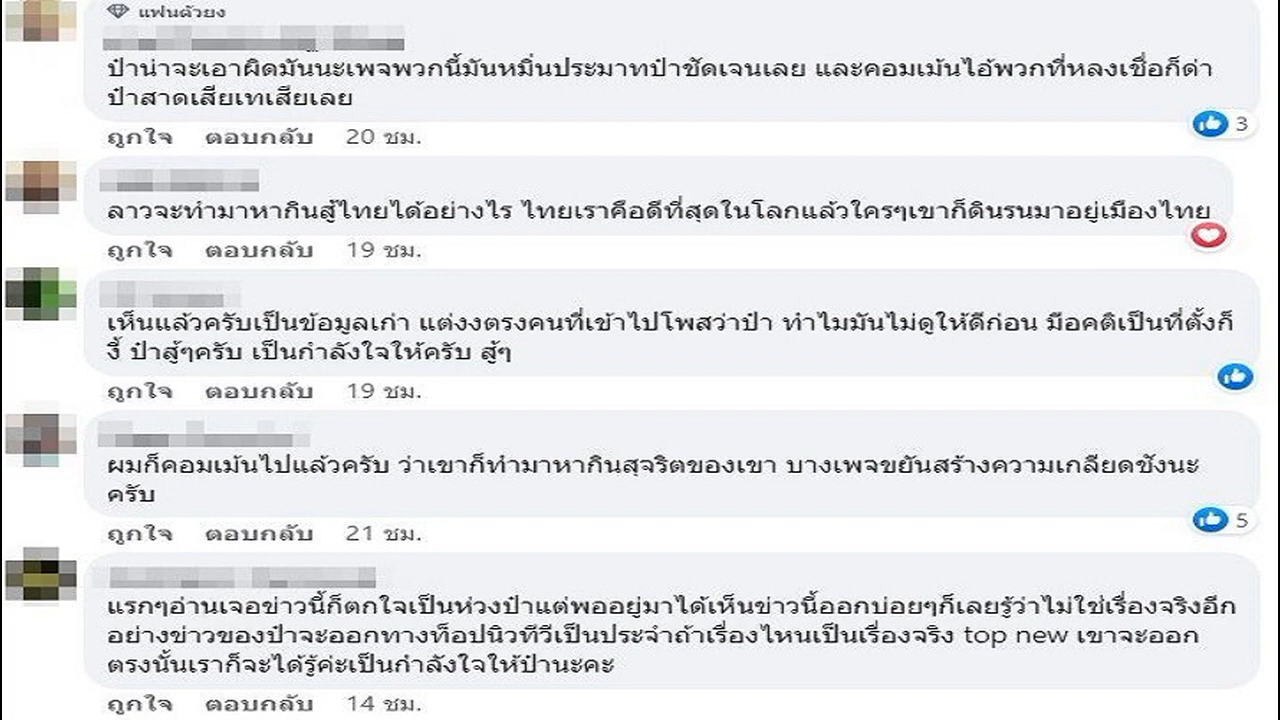 แฟนตัวยง
ป๋าน่าจะเอาผิดมันนะเพจพวกนี้มันหมิ่นประมาทป๋าชัดเจนเลย และคอมเม้นไอ้พวกที่หลงเชื่อก็ด่า
ป๋าสาดเสียเทเสียเลย
ถูกใจ ตอบกลับ 20 ชม.
3
ลาวจะทำมาหากินสู้ไทยได้อย่างไร ไทยเราคือดีที่สุดในโลกแล้วใครๆเขาก็ดินรนมาอยู่เมืองไทย
ถูกใจ ตอบกลับ 19 ชม.
เห็นแล้วครับเป็นข้อมูลเก่า แต่งงตรงคนที่เข้าไปโพสว่าป๋า ทำไมมันไม่ดูให้ดีก่อน มีอคติเป็นที่ตั้งก็
งี้ ป๋าสู้ๆครับ เป็นกำลังใจให้ครับ สู้ๆ
ถูกใจ ตอบกลับ 19 ชม.
ผมก็คอมเม้นไปแล้วครับ ว่าเขาก็ทำมาหากินสุจริตของเขา บางเพจขยันสร้างความเกลียดชังนะ
ครับ
ถูกใจ ตอบกลับ 21 ชม.
5
แรกๆอ่านเจอข่าวนี้ก็ตกใจเป็นห่วงป๋าแต่พออยู่มาได้เห็นข่าวนี้ออกบ่อยๆก็เลยรู้ว่าไม่ใช่เรื่องจริงอีก
อย่างข่าวของป๋าจะออกทางท็อปนิวทีวีเป็นประจำถ้าเรื่องไหนเป็นเรื่องจริง top new เขาจะออก
ตรงนั้นเราก็จะได้รู้ค่ะเป็นกำลังใจให้ป๋านะคะ
ถูกใจ ตอบกลับ 14 ชม.